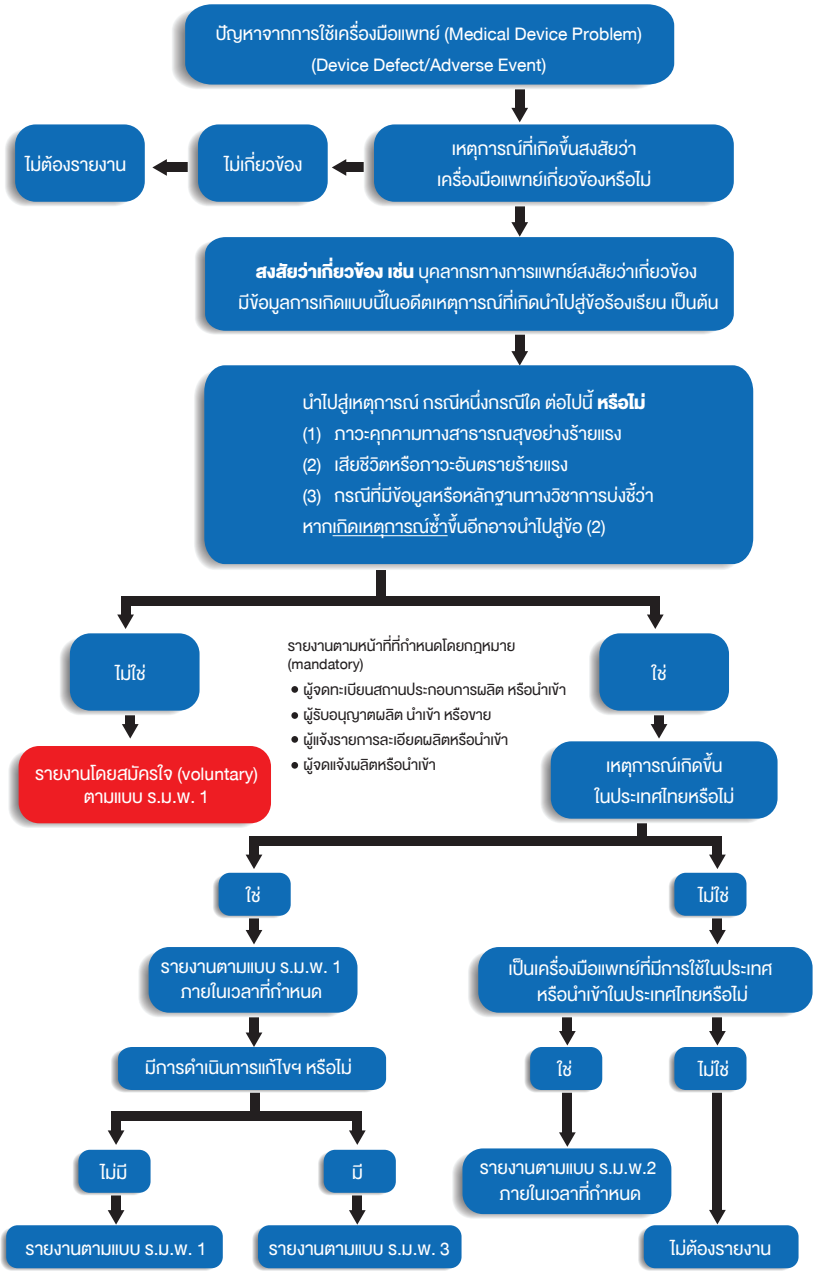 ปัญหาจากการใช้เครื่องมือแพทย์ (Medical Device Problem)
(Device Defect/Adverse Event)
เหตุการณ์ที่เกิดขึ้นสงสัยว่า
เครื่องมือแพทย์เกี่ยวข้องหรือไม่
ไม่เกี่ยวข้อง
ไม่ต้องรายงาน
สงสัยว่าเกี่ยวข้อง เช่น บุคลากรทางการแพทย์สงสัยว่าเกี่ยวข้อง
มีข้อมูลการเกิดแบบนี้ในอดีตเหตุการณ์ที่เกิดนำไปสู่ข้อร้องเรียน เป็นต้น
นำไปสู่เหตุการณ์ กรณีหนึ่งกรณีใด ต่อไปนี้ หรือไม่
(1) ภาวะคุกคามทางสาธารณสุขอย่างร้ายแรง
(2) เสียชีวิตหรือภาวะอันตรายร้ายแรง
(3) กรณีที่มีข้อมูลหรือหลักฐานทางวิชาการบ่งชี้ว่า
หากเกิดเหตุการณ์ซ้ำขึ้นอีกอาจนำไปสู่ข้อ (2)
ไม่ใช่
รายงานโดยสมัครใจ (voluntary)
ตามแบบ ร.ม.พ. 1
รายงานตามหน้าที่ที่กำหนดโดยกฎหมาย
(mandatory)
● ผู้จดทะเบียนสถานประกอบการผลิต หรือนำเข้า
● ผู้รับอนุญาตผลิต นำเข้า หรือขาย
● ผู้แจ้งรายการละเอียดผลิตหรือนำเข้า
● ผู้จดแจ้งผลิตหรือนำเข้า
ใช่
เหตุการณ์เกิดขึ้น
ในประเทศไทยหรือไม่
ใช่
รายงานตามแบบ ร.ม.พ. 1
ภายในเวลาที่กำหนด
มีการดำเนินการแก้ไขฯ หรือไม่
ไม่มี
มี
รายงานตามแบบ ร.ม.พ. 1
รายงานตามแบบ ร.ม.พ. 3
ไม่ใช่
เป็นเครื่องมือแพทย์ที่มีการใช้ในประเทศ
หรือนำเข้าในประเทศไทยหรือไม่
ใช่
ไม่ใช่
รายงานตามแบบ ร.ม.พ.2
ภายในเวลาที่กำหนด
ไม่ต้องรายงาน